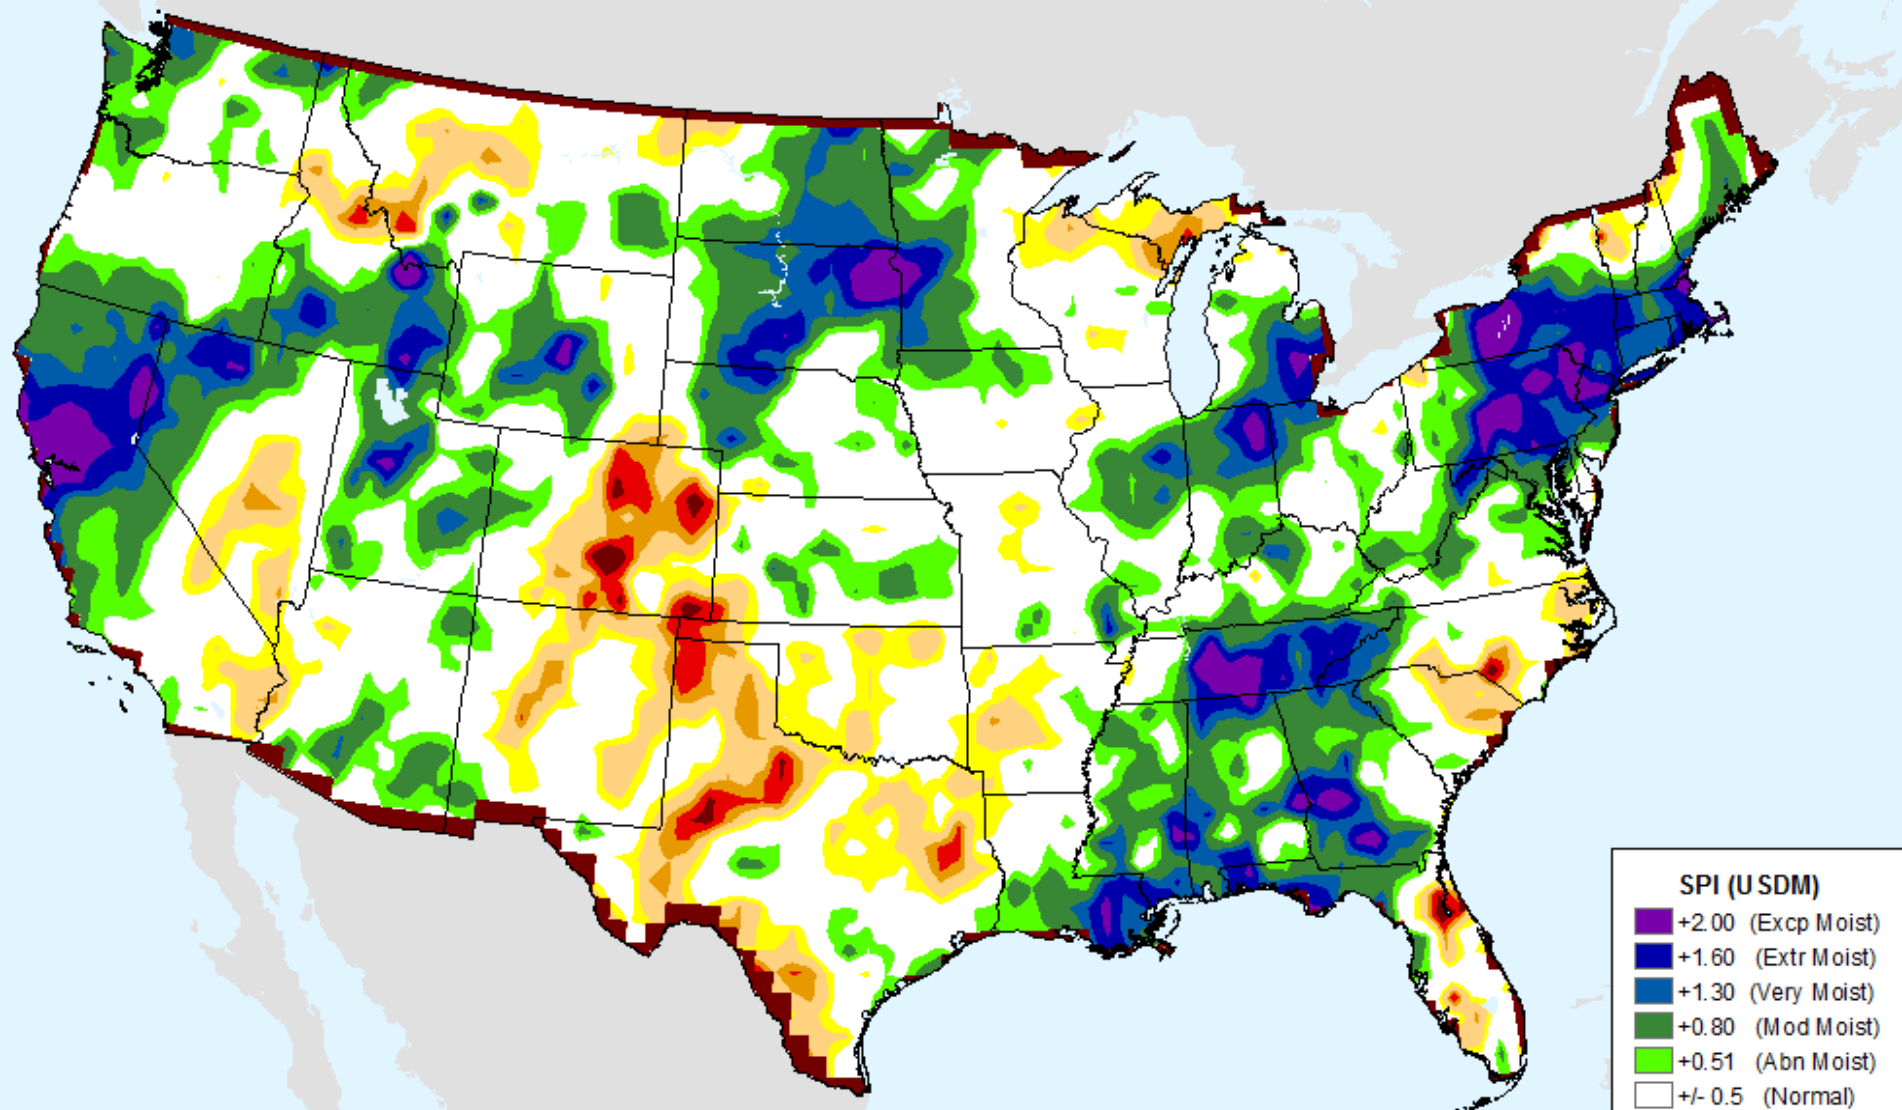 SPI (USDM)
+2.00 (Excp Moist)
+1.60 (Extr Moist)
+1.30 (Very Moist)
+0.80 (Mod Moist)
+0.51 (Abn Moist)
+/- 0.5 (Normal)